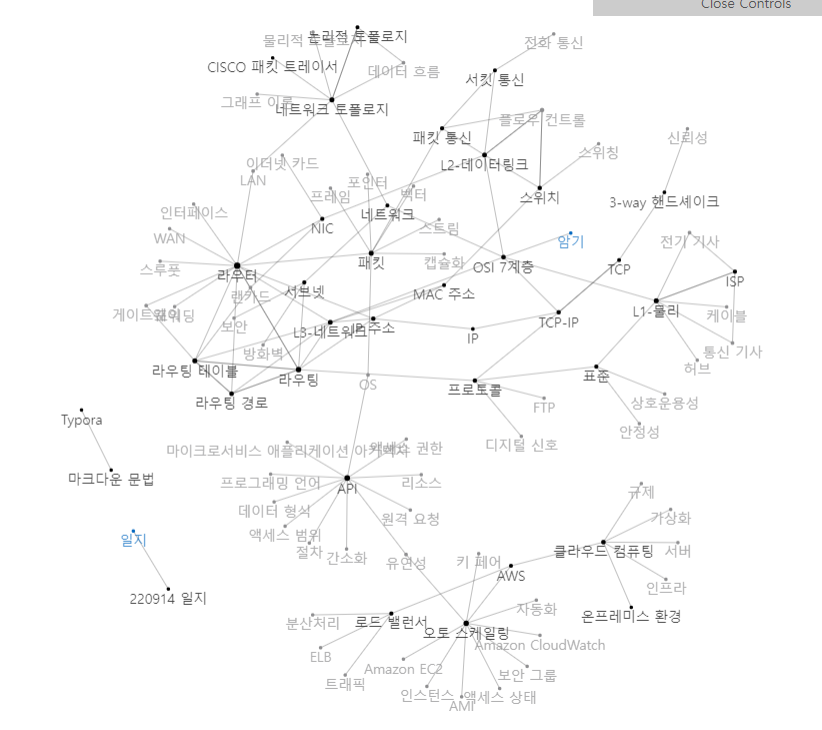 Close Controls
논리적 토폴로지
물리적 토폴로지
전화 통신
CISCO 패킷 트레이서
데이터 흐름
서킷 통신
그래프 이론
네트워크 토폴로지
플로우 컨트롤
패킷 통신
신뢰성
스위칭
이더넷 카드
L2-데이터링크
LAN
포인터
프레임
벡터
스위치
3-way 핸드셰이크
인터페이스
네트워크
NIC
스트림
WAN
암기
전기 기사
스루풋
라우터
패킷
캡슐화
OSI 7계층
TCP
ISP
랜카드
서브넷
MAC 주소
게이트웨이
보안
L3-네트워크
IP 주소
IP
TCP-IP
L1-물리
케이블
방화벽
통신 기사
라우팅 테이블
라우팅
OS
프로토콜
표준
허브
라우팅 경로
FTP
상호운용성
Typora
안정성
마이크로서비스 애플리케이션 아키텍처
액세스 권한
디지털 신호
마크다운 문법
프로그래밍 언어
API
리소스
규제
데이터 형식
원격 요청
가상화
액세스 범위
일지
절차
간소화
유연성
키 페어
클라우드 컴퓨팅
서버
AWS
인프라
220914 일지
자동화
온프레미스 환경
분산처리
로드 밸런서
오토 스케일링
Amazon CloudWatch
ELB
Amazon EC2
보안 그룹
트래픽
인스턴스
액세스 상태
AMI